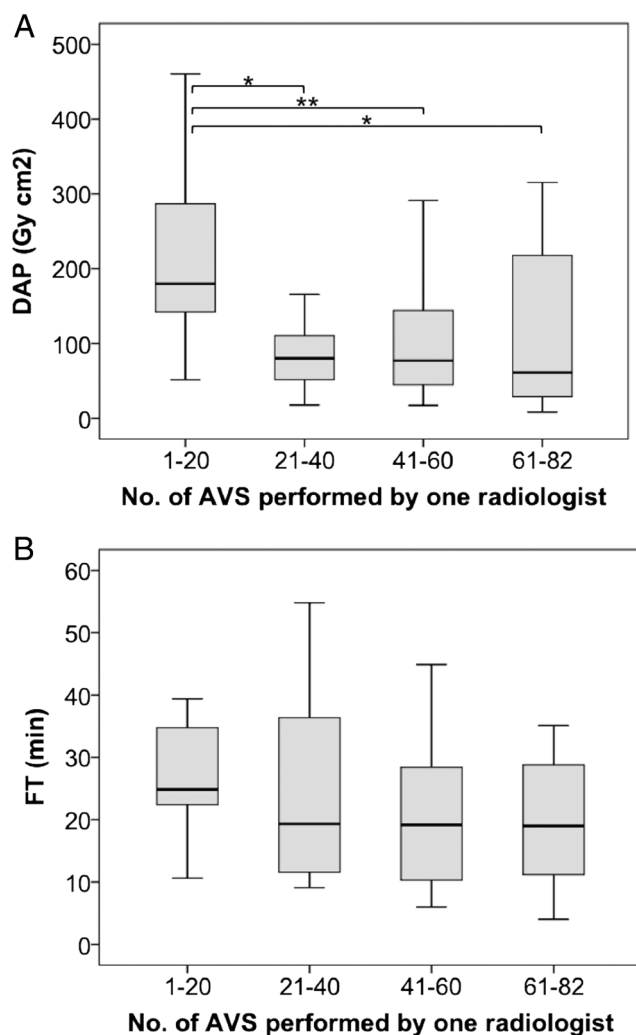 A
500
400
300
200
100
0
DAP (Gy cm2)
*
**
*
1-20 21-40 41-60 61-82
No. of AVS performed by one radiologist
B
60
50
40
30
20
10
0
FT (min)
1-20 21-40 41-60 61-82
No. of AVS performed by one radiologist